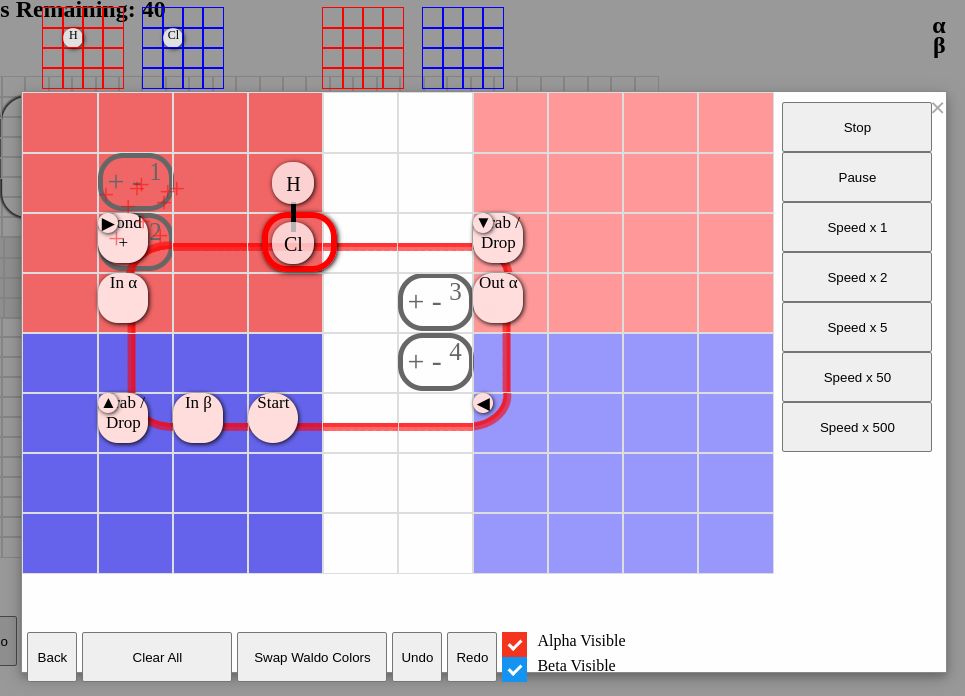 s Remaining: 40
H
Cl
α
β
×
Stop
Pause
Speed x 1
Speed x 2
Speed x 5
Speed x 50
Speed x 500
+ - 1
H
2
ond
+
Cl
rab /
Drop
In α
+ - 3
Out α
+ - 4
rab /
Drop
In β
Start
o
Back
Clear All
Swap Waldo Colors
Undo
Redo
Alpha Visible
Beta Visible